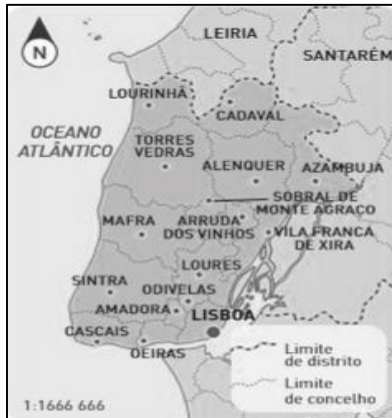 N
LEIRIA
SANTARÉM
LOURINHÃ
CADAVAL
OCEANO
ATLÂNTICO
TORRES
VEDRAS
ALENQUER
AZAMBUJA
SOBRAL DE
MONTE AGRAÇO
MAFRA
ARRUDA
DOS VINHOS
VILA FRANCA
DE XIRA
LOURES
SINTRA
ODIVELAS
AMADORA
LISBOA
CASCAIS
OEIRAS
Limite
de distrito
Limite
de concelho
1:1666 666